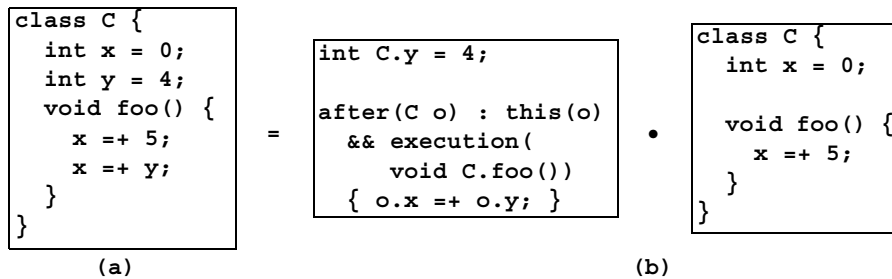 class C {
int x = 0;
int y = 4;
void foo() {
x =+ 5;
x =+ y;
}
}
=
int C.y = 4;
after(C o) : this(o)
&& execution(
void C.foo())
{ o.x =+ o.y; }
•
class C {
int x = 0;
void foo() {
x =+ 5;
}
}
(a)
(b)